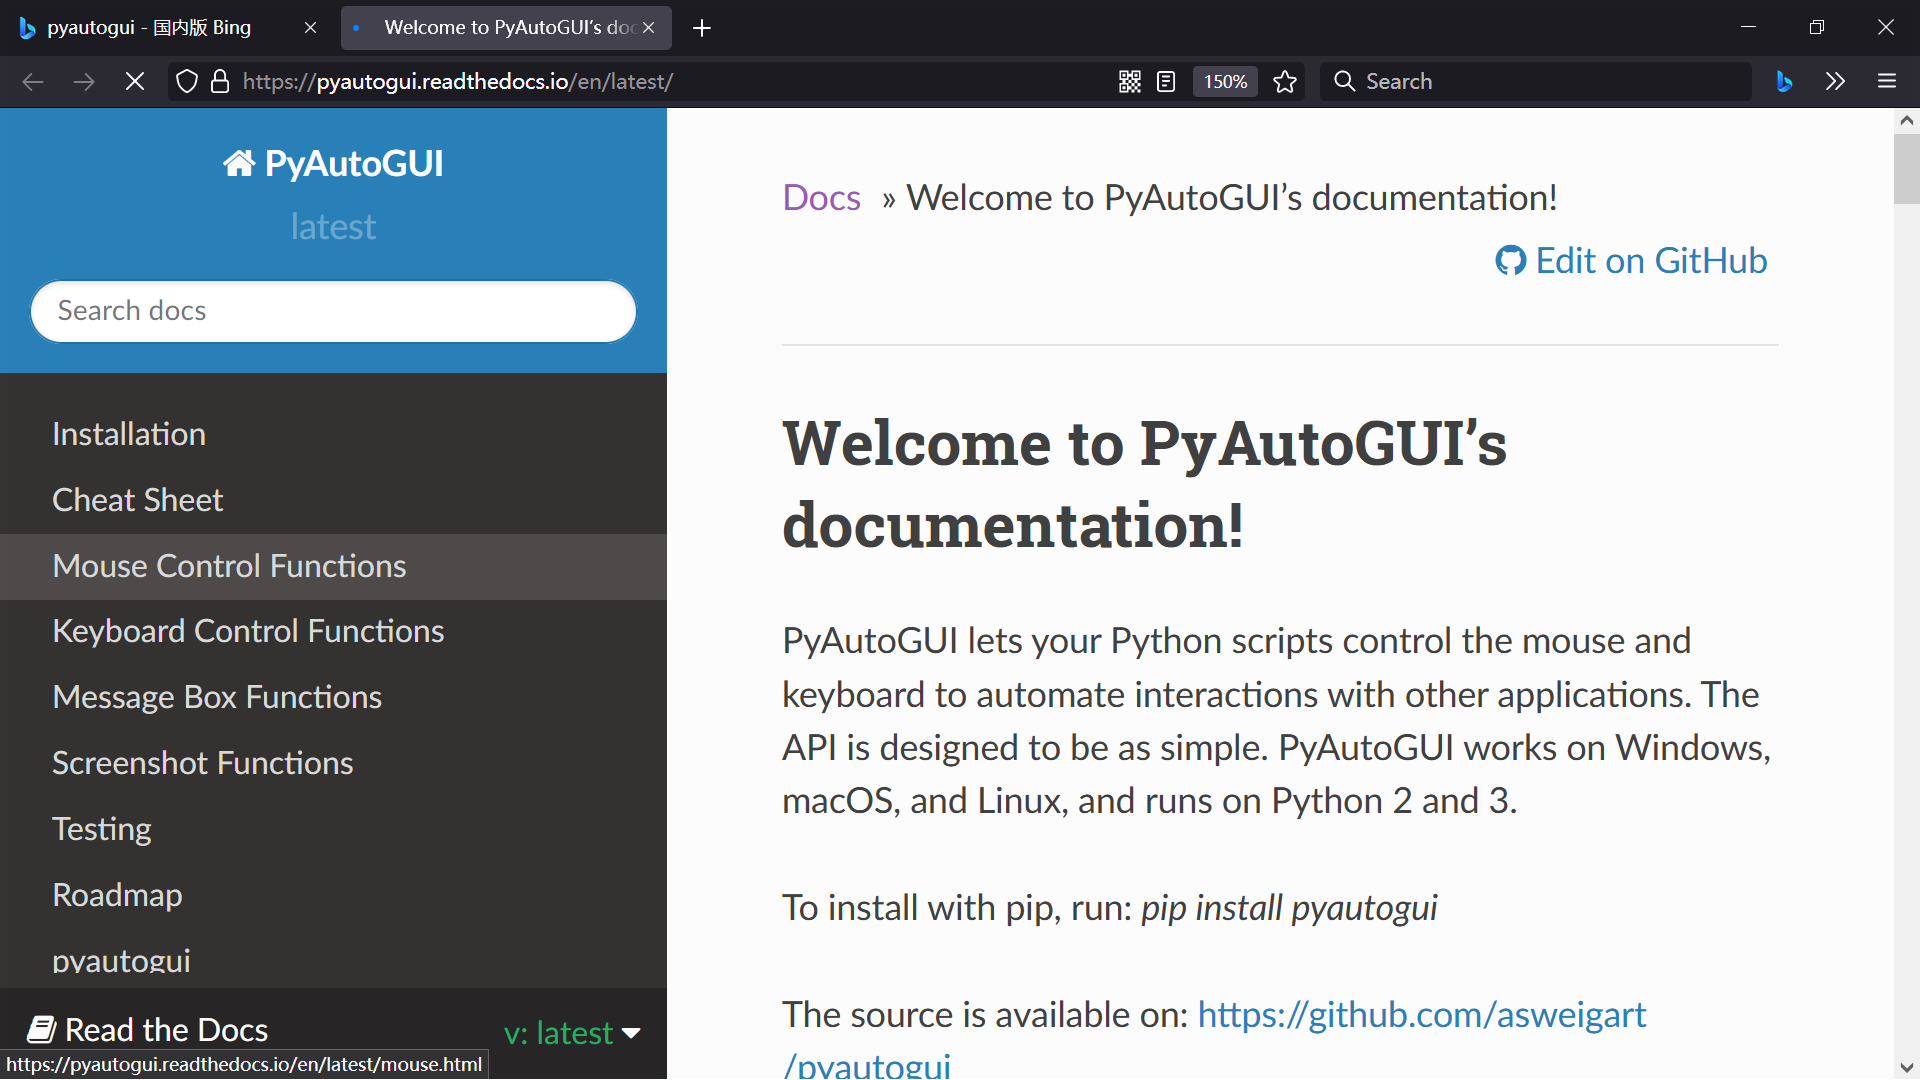 pyautogui - 国内版 Bing
Welcome to PyAutoGUI’s doc
https://pyautogui.readthedocs.io/en/latest/
150%
Search
PyAutoGUI
latest
Search docs
Installation
Cheat Sheet
Mouse Control Functions
Keyboard Control Functions
Message Box Functions
Screenshot Functions
Testing
Roadmap
pyautogui
Read the Docs
v: latest
https://pyautogui.readthedocs.io/en/latest/mouse.html
Docs » Welcome to PyAutoGUI’s documentation!
Edit on GitHub
Welcome to PyAutoGUI’s
documentation!
PyAutoGUI lets your Python scripts control the mouse and
keyboard to automate interactions with other applications. The
API is designed to be as simple. PyAutoGUI works on Windows,
macOS, and Linux, and runs on Python 2 and 3.
To install with pip, run: pip install pyautogui
The source is available on: https://github.com/asweigart
/pyautogui